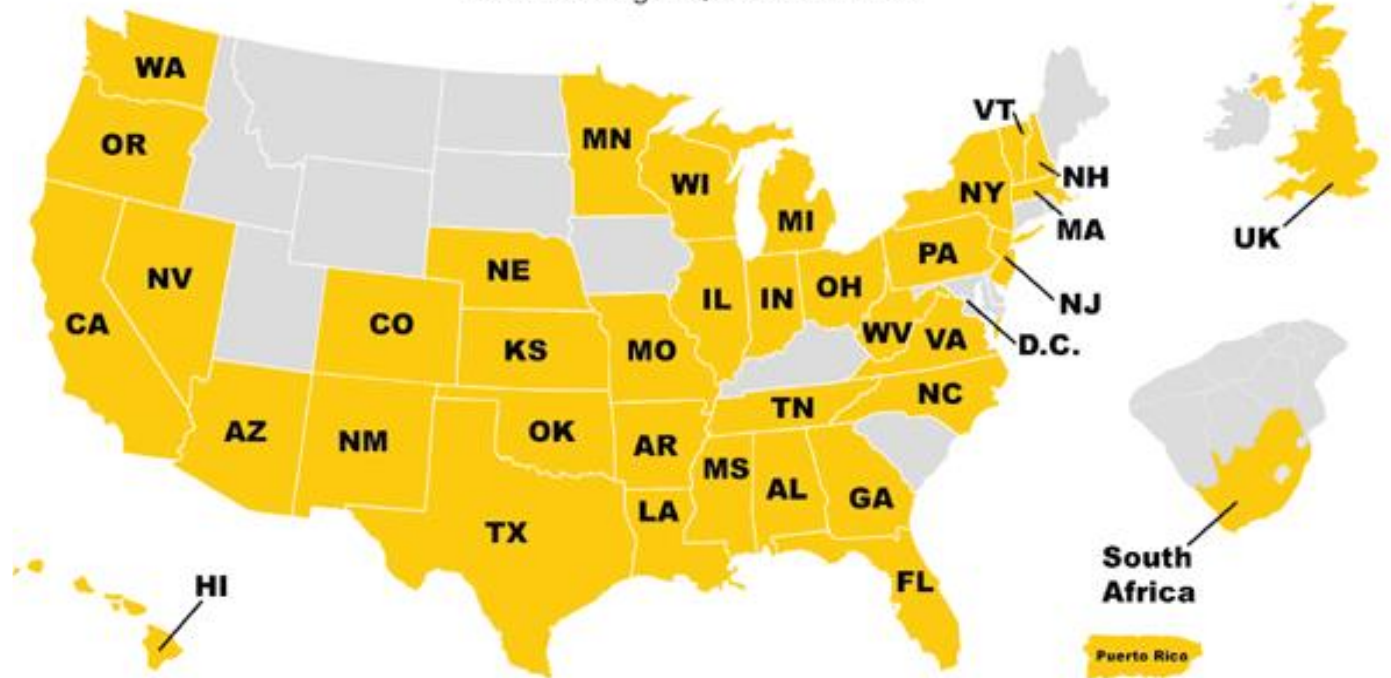 WA
OR
CA
NV
AZ
NM
CO
NE
KS
OK
TX
MN
WI
MI
IL
IN
OH
MO
AR
LA
MS
AL
GA
FL
TN
NC
VA
WV
PA
NY
VT
NH
MA
NJ
D.C.
HI
UK
South
Africa
Puerto Rico